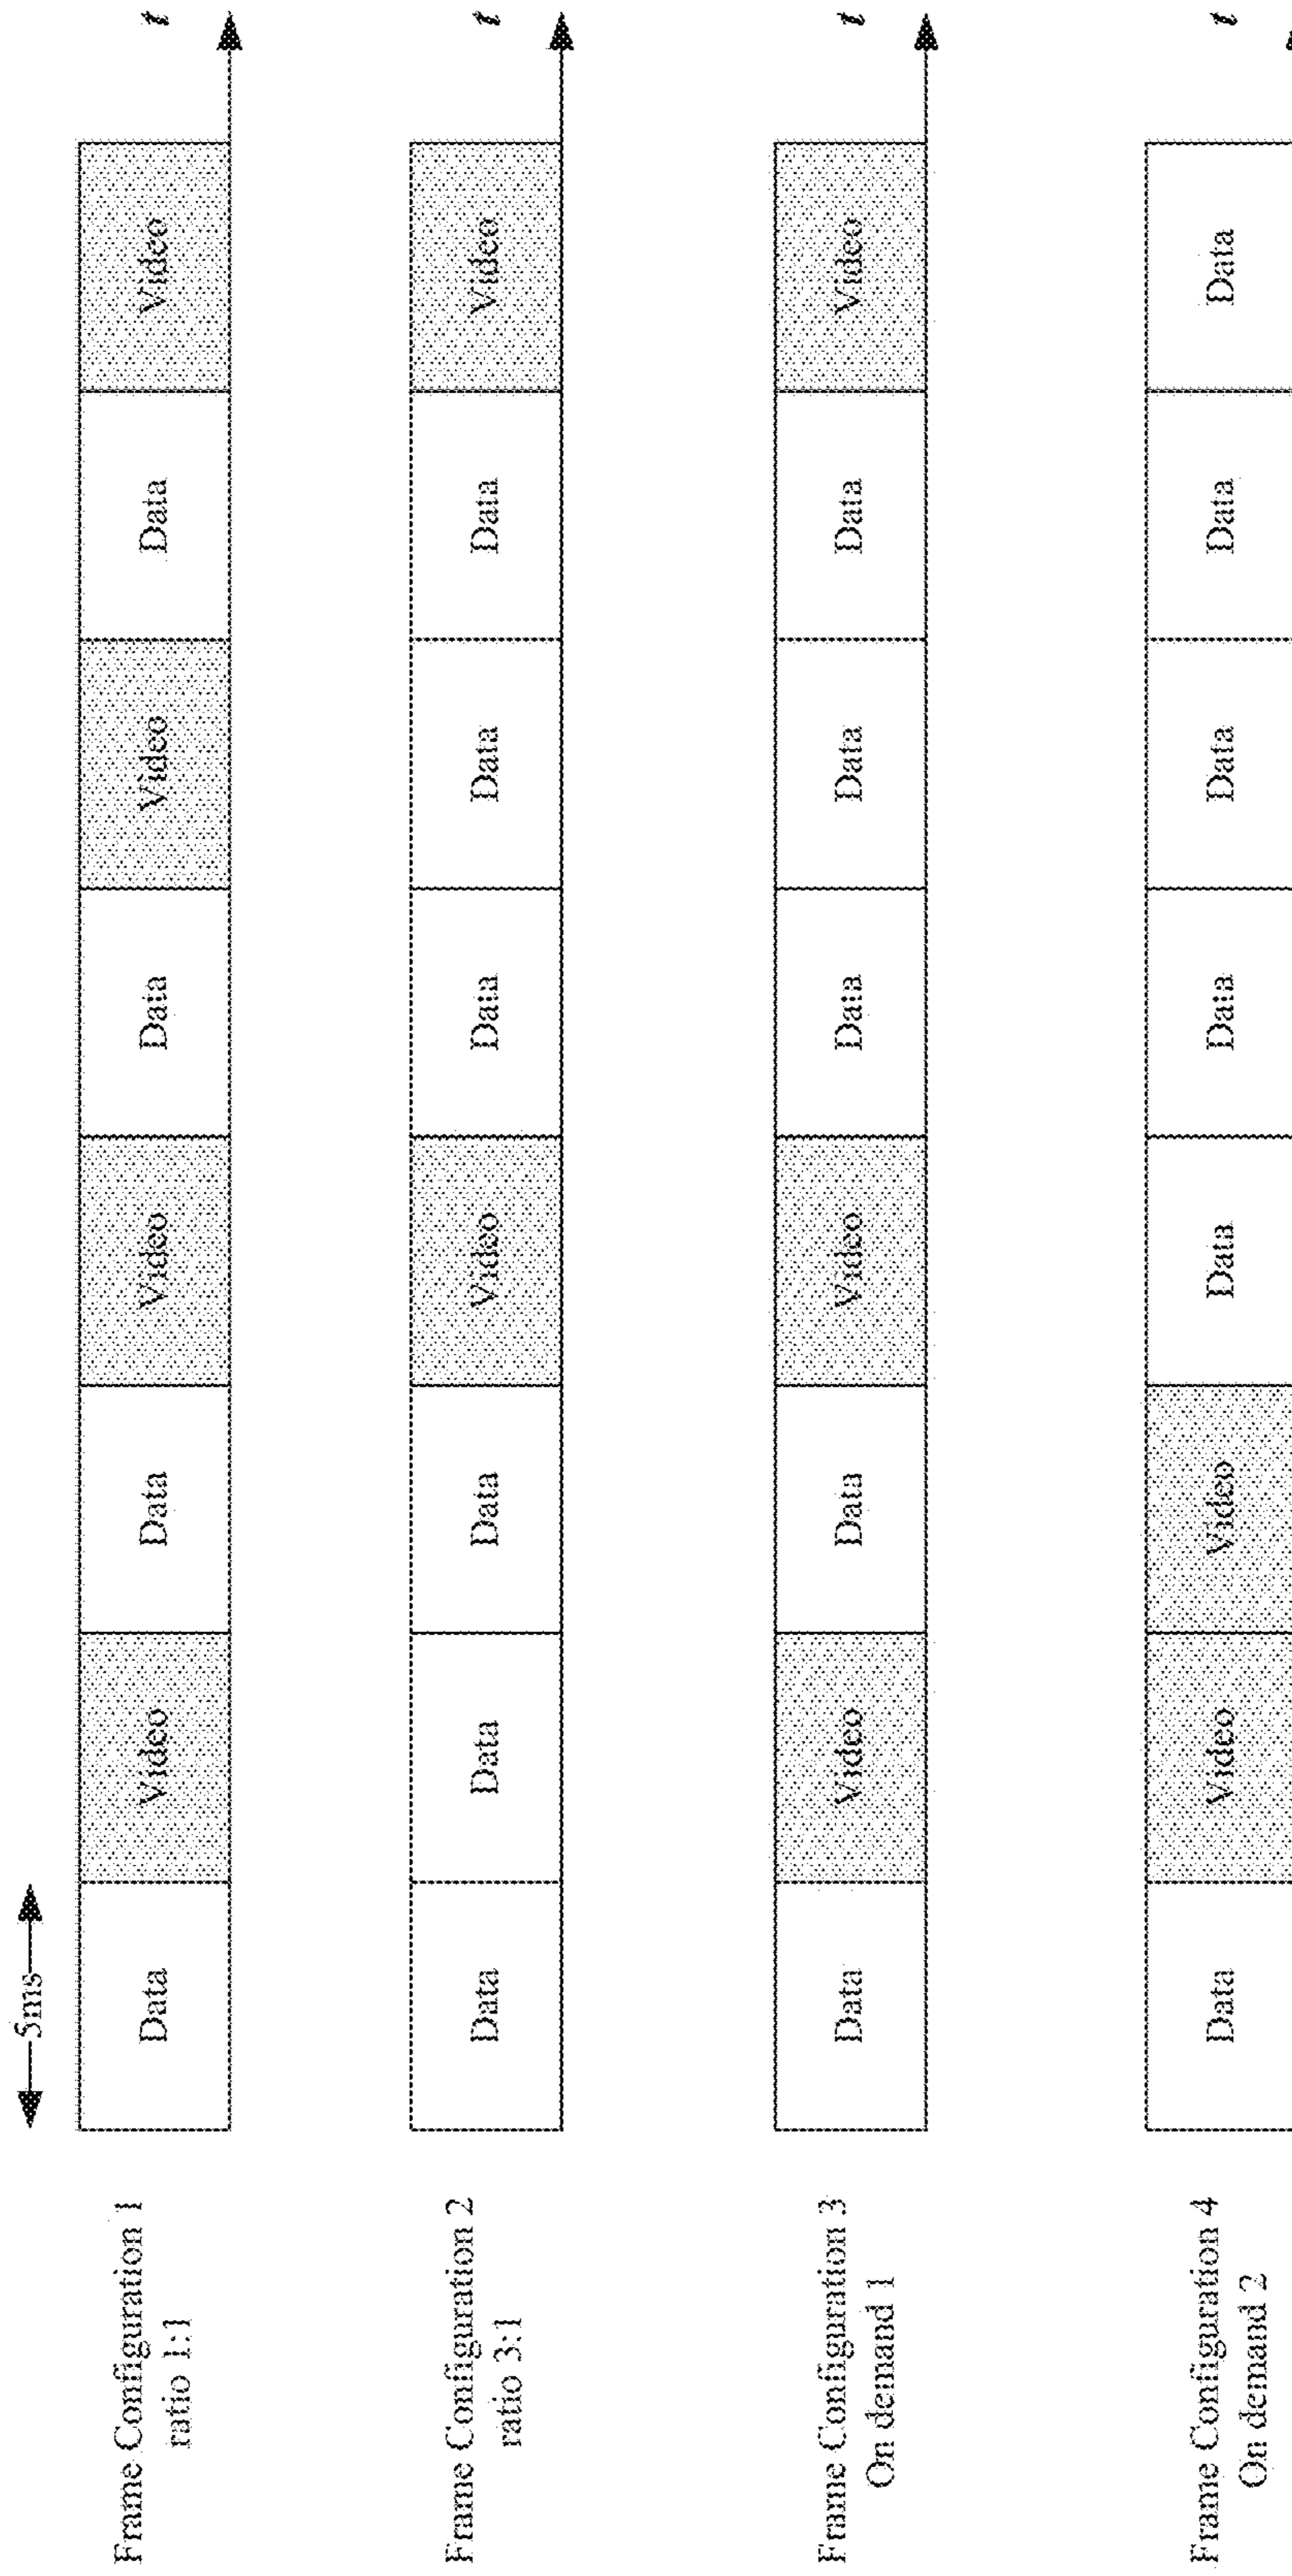 5ms
Frame Configuration 1
ratio 1:1
Data
Video
Data
Video
Data
Video
Data
Video
t
Frame Configuration 2
ratio 3:1
Data
Data
Data
Video
Data
Data
Data
Video
t
Frame Configuration 3
On demand 1
Data
Video
Data
Video
Data
Data
Data
Video
t
Frame Configuration 4
On demand 2
Data
Video
Video
Data
Data
Data
Data
Data
t